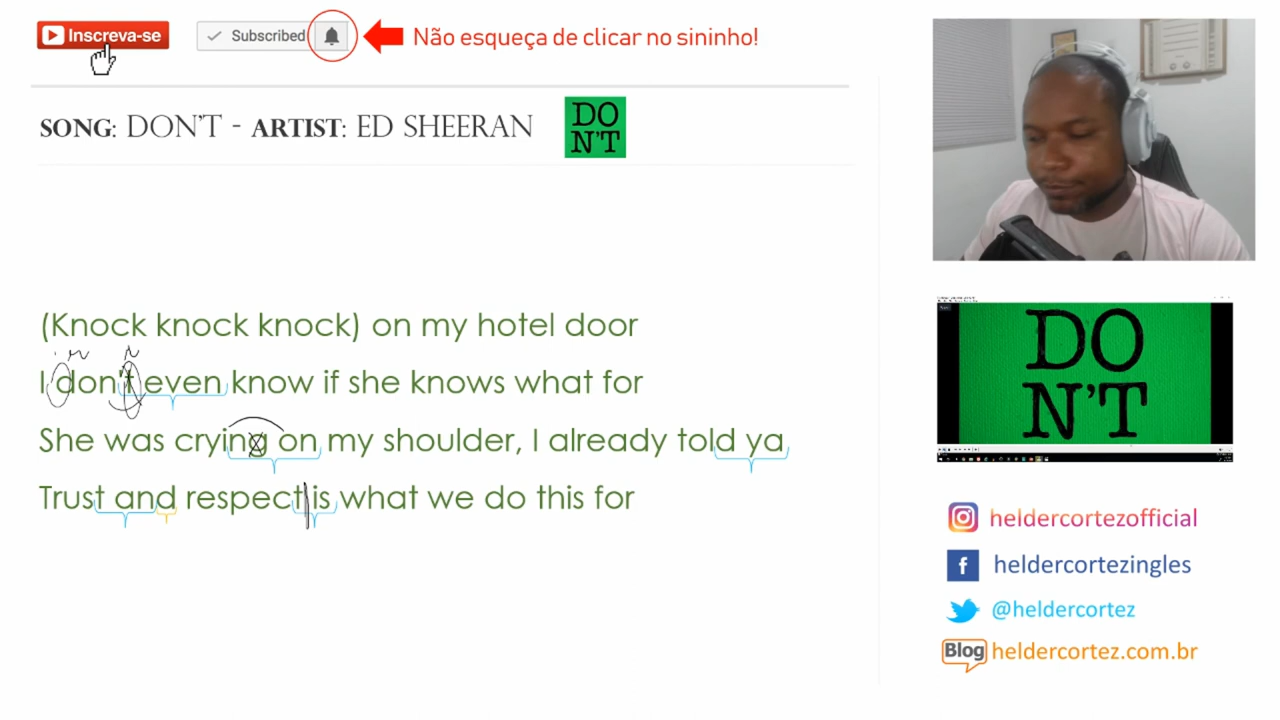 Inscreva-se
Subscribed
Não esqueça de clicar no sininho!
SONG: DON'T - ARTIST: ED SHEERAN
DO
N'T
(Knock knock knock) on my hotel door
I don't even know if she knows what for
She was crying on my shoulder, I already told ya
Trust and respect is what we do this for
DO
N'T
heldercortezofficial
heldercortezingles
@heldercortez
Blog heldercortez.com.br